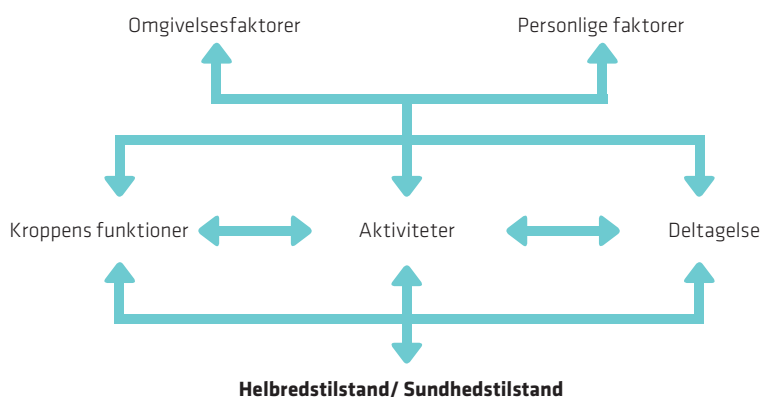 Omgivelsesfaktorer
Personlige faktorer
Kroppens funktioner
Aktiviteter
Deltagelse
Helbredstilstand/ Sundhedstilstand